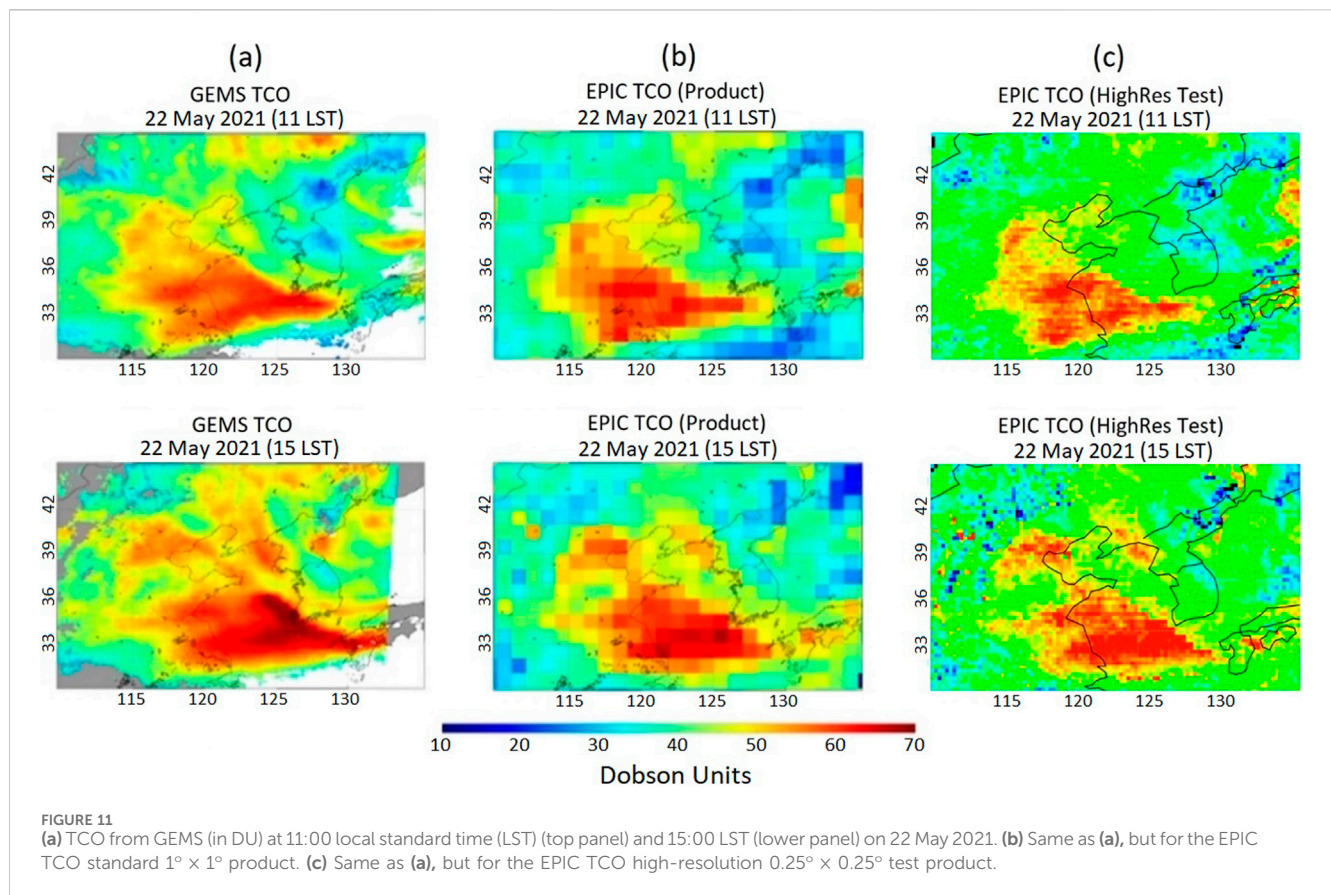 (a)
GEMS TCO
22 May 2021 (11 LST)
42
39
36
33
115 120 125 130
(b)
EPIC TCO (Product)
22 May 2021 (11 LST)
42
39
36
33
115 120 125 130
(c)
EPIC TCO (HighRes Test)
22 May 2021 (11 LST)
42
39
36
33
115 120 125 130
GEMS TCO
22 May 2021 (15 LST)
42
39
36
33
115 120 125 130
EPIC TCO (Product)
22 May 2021 (15 LST)
42
39
36
33
115 120 125 130
EPIC TCO (HighRes Test)
22 May 2021 (15 LST)
42
39
36
33
115 120 125 130
10 20 30 40 50 60 70
Dobson Units
FIGURE 11
(a) TCO from GEMS (in DU) at 11:00 local standard time (LST) (top panel) and 15:00 LST (lower panel) on 22 May 2021. (b) Same as (a), but for the EPIC
TCO standard 1° × 1° product. (c) Same as (a), but for the EPIC TCO high-resolution 0.25° × 0.25° test product.